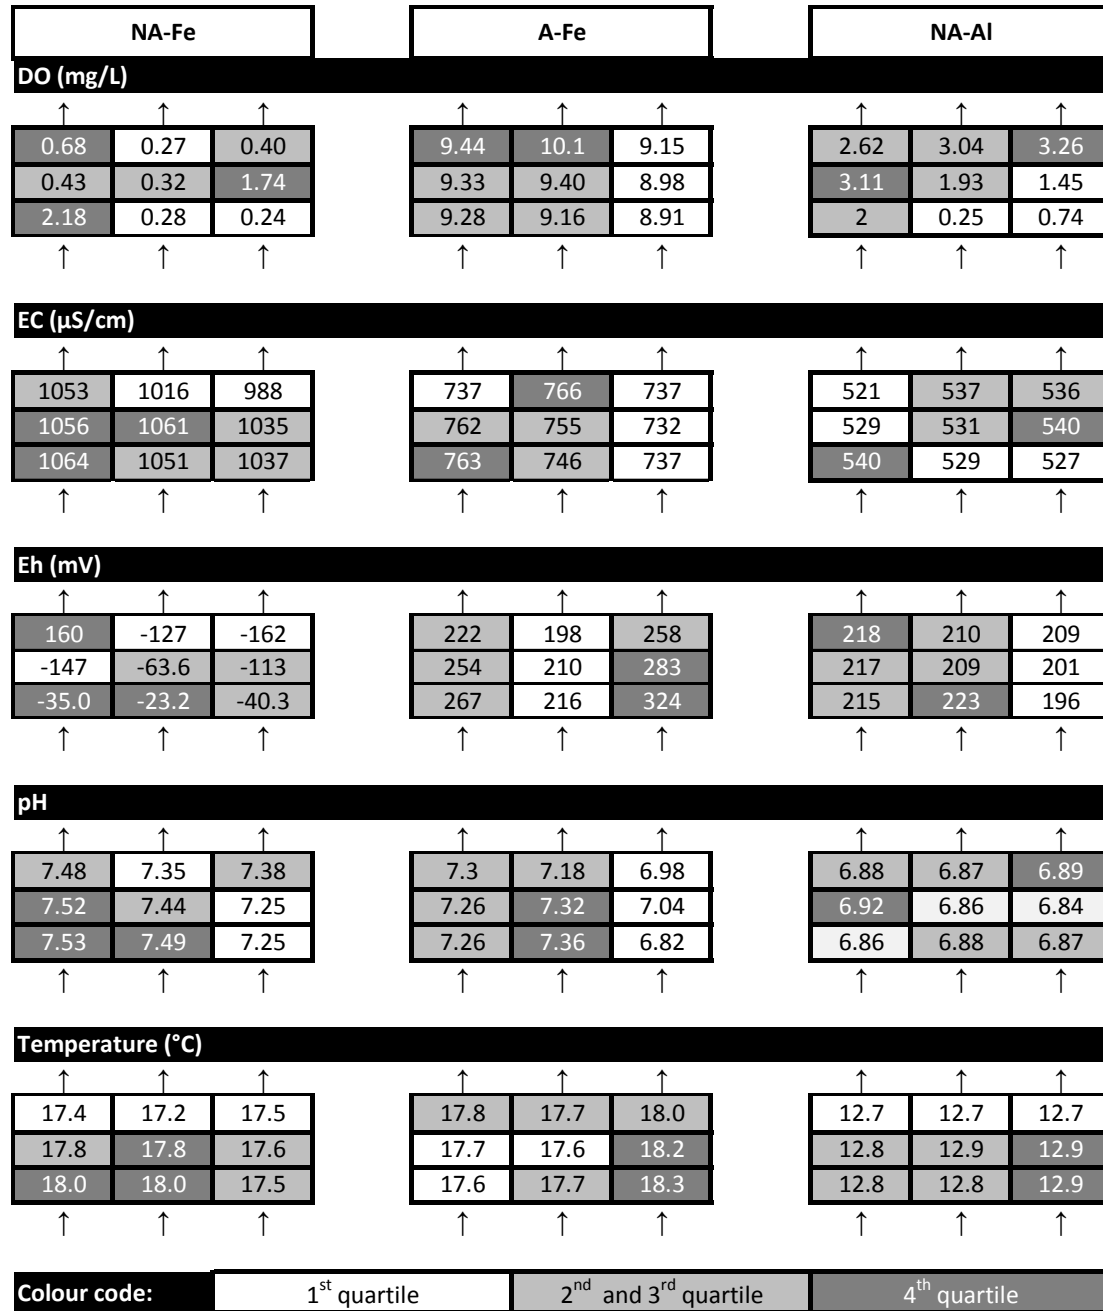 NA-Fe A-Fe NA-Al
DO (mg/L)
↑ ↑ ↑ ↑ ↑ ↑ ↑ ↑ ↑
0.68 0.27 0.40 9.44 10.1 9.15 2.62 3.04 3.26
0.43 0.32 1.74 9.33 9.40 8.98 3.11 1.93 1.45
2.18 0.28 0.24 9.28 9.16 8.91 2 0.25 0.74
↑ ↑ ↑ ↑ ↑ ↑ ↑ ↑ ↑
EC (µS/cm)
↑ ↑ ↑ ↑ ↑ ↑ ↑ ↑ ↑
1053 1016 988 737 766 737 521 537 536
1056 1061 1035 762 755 732 529 531 540
1064 1051 1037 763 746 737 540 529 527
↑ ↑ ↑ ↑ ↑ ↑ ↑ ↑ ↑
Eh (mV)
↑ ↑ ↑ ↑ ↑ ↑ ↑ ↑ ↑
160 -127 -162 222 198 258 218 210 209
-147 -63.6 -113 254 210 283 217 209 201
-35.0 -23.2 -40.3 267 216 324 215 223 196
↑ ↑ ↑ ↑ ↑ ↑ ↑ ↑ ↑
pH
↑ ↑ ↑ ↑ ↑ ↑ ↑ ↑ ↑
7.48 7.35 7.38 7.3 7.18 6.98 6.88 6.87 6.89
7.52 7.44 7.25 7.26 7.32 7.04 6.92 6.86 6.84
7.53 7.49 7.25 7.26 7.36 6.82 6.86 6.88 6.87
↑ ↑ ↑ ↑ ↑ ↑ ↑ ↑ ↑
Temperature (°C)
↑ ↑ ↑ ↑ ↑ ↑ ↑ ↑ ↑
17.4 17.2 17.5 17.8 17.7 18.0 12.7 12.7 12.7
17.8 17.8 17.6 17.7 17.6 18.2 12.8 12.9 12.9
18.0 18.0 17.5 17.6 17.7 18.3 12.8 12.8 12.9
↑ ↑ ↑ ↑ ↑ ↑ ↑ ↑ ↑
Colour code: 1st quartile 2nd and 3rd quartile 4th quartile